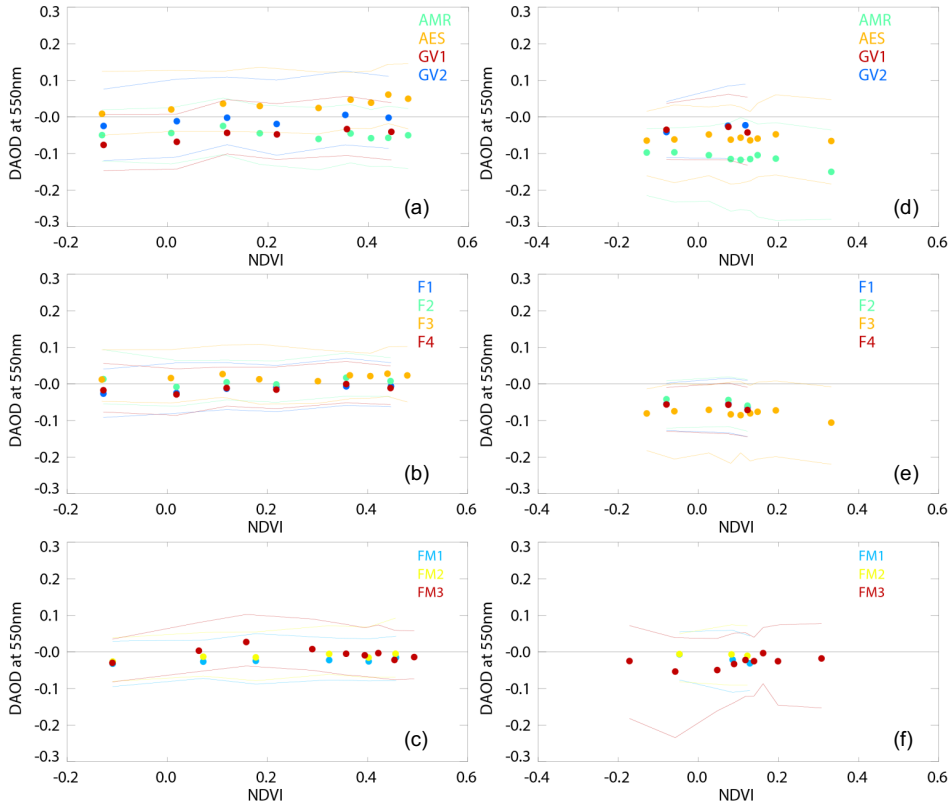 0.3
0.2
0.1
-0.0
-0.1
-0.2
-0.3
DAOD at 550nm
AMR
AES
GV1
GV2
(a)
-0.2
0.0
0.2
0.4
0.6
NDVI
0.3
0.2
0.1
-0.0
-0.1
-0.2
-0.3
DAOD at 550nm
AMR
AES
GV1
GV2
(d)
-0.4
-0.2
0.0
0.2
0.4
0.6
NDVI
0.3
0.2
0.1
-0.0
-0.1
-0.2
-0.3
DAOD at 550nm
F1
F2
F3
F4
(b)
-0.2
0.0
0.2
0.4
0.6
NDVI
0.3
0.2
0.1
-0.0
-0.1
-0.2
-0.3
DAOD at 550nm
F1
F2
F3
F4
(e)
-0.4
-0.2
0.0
0.2
0.4
0.6
NDVI
0.3
0.2
0.1
-0.0
-0.1
-0.2
-0.3
DAOD at 550nm
FM1
FM2
FM3
(c)
-0.2
0.0
0.2
0.4
0.6
NDVI
0.3
0.2
0.1
-0.0
-0.1
-0.2
-0.3
DAOD at 550nm
FM1
FM2
FM3
(f)
-0.4
-0.2
0.0
0.2
0.4
0.6
NDVI